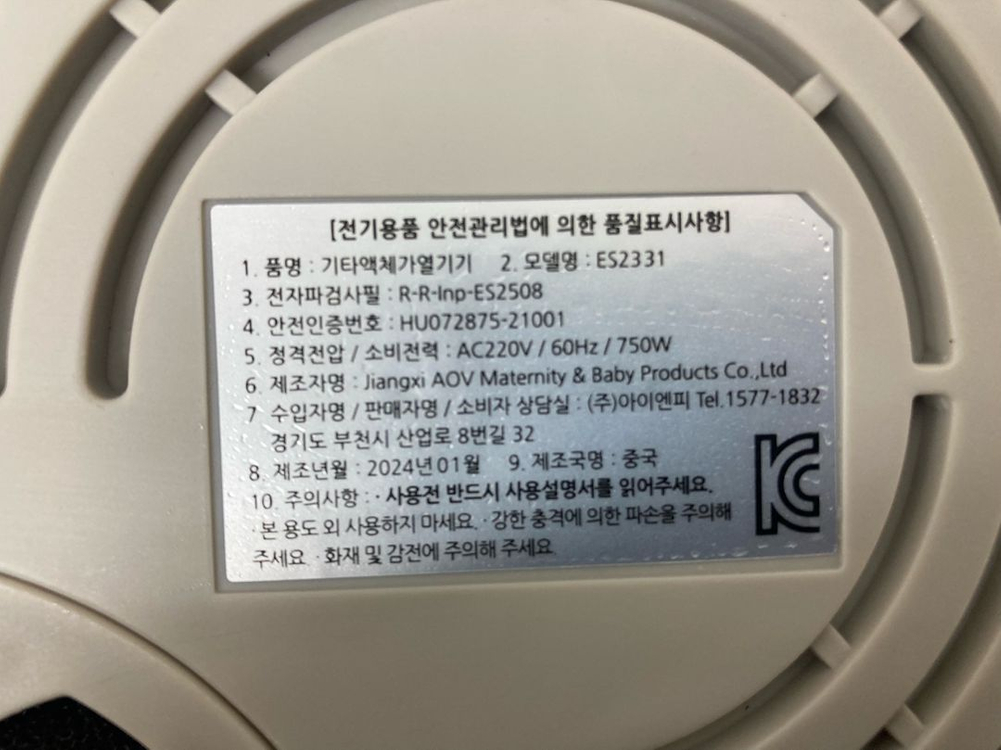 [전기용품 안전관리법에 의한 품질표시사항]
1. 품명 : 기타액체가열기기 2. 모델명 : ES2331
3. 전자파검사필 : R-R-Inp-ES2508
4. 안전인증번호 : HU072875-21001
5. 정격전압 / 소비전력 : AC220V / 60Hz / 750W
6. 제조자명 : Jiangxi AOV Maternity & Baby Products Co.,Ltd
7 수입자명 / 판매자명 / 소비자 상담실 : (주)아이엔피 Tel.1577-1832
경기도 부천시 산업로 8번길 32
8. 제조년월 : 2024년 01월 9. 제조국명 : 중국
10. 주의사항 : · 사용전 반드시 사용설명서를 읽어주세요.
· 본 용도 외 사용하지 마세요. · 강한 충격에 의한 파손을 주의해
주세요 · 화재 및 감전에 주의해 주세요